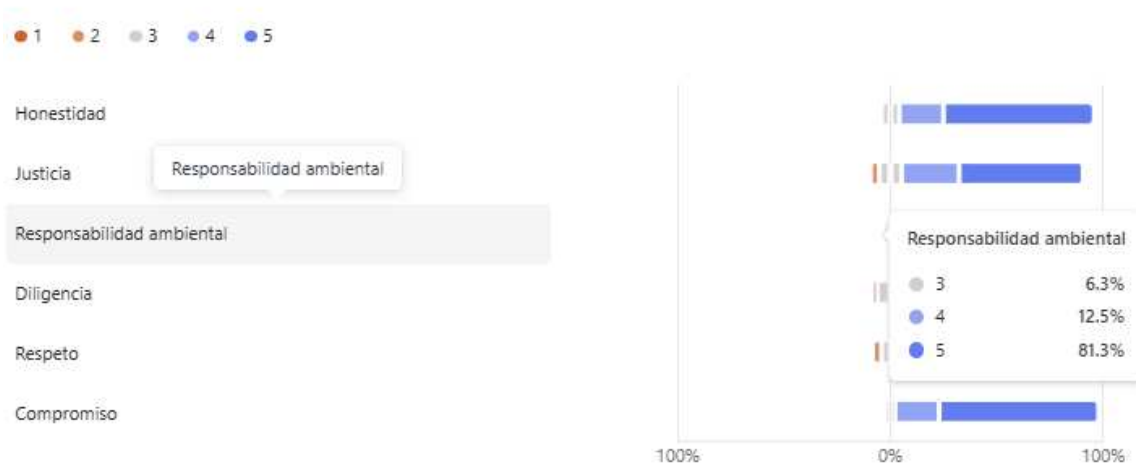 1 2 3 4 5
Honestidad
Justicia
Responsabilidad ambiental
Responsabilidad ambiental
Responsabilidad ambiental
3 6.3%
4 12.5%
5 81.3%
Diligencia
Respeto
Compromiso
100% 0% 100%